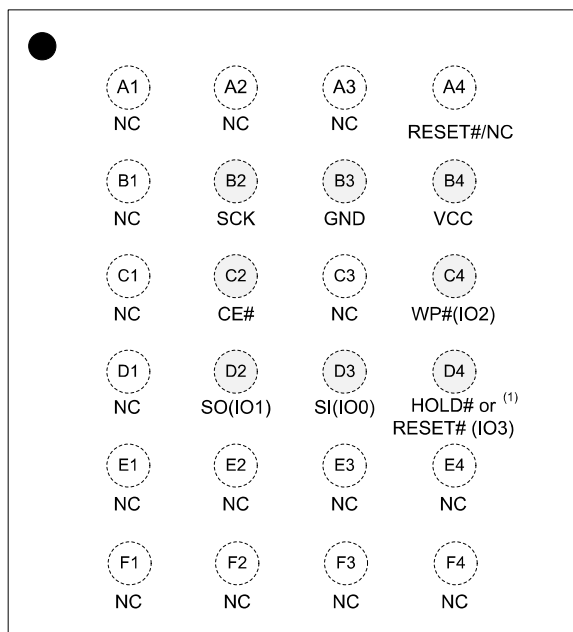 A1 A2 A3 A4
NC NC NC RESET#/NC
B1 B2 B3 B4
NC SCK GND VCC
C1 C2 C3 C4
NC CE# NC WP#(IO2)
D1 D2 D3 D4
NC SO(IO1) SI(IO0) HOLD# or (1)
RESET# (IO3)
E1 E2 E3 E4
NC NC NC NC
F1 F2 F3 F4
NC NC NC NC